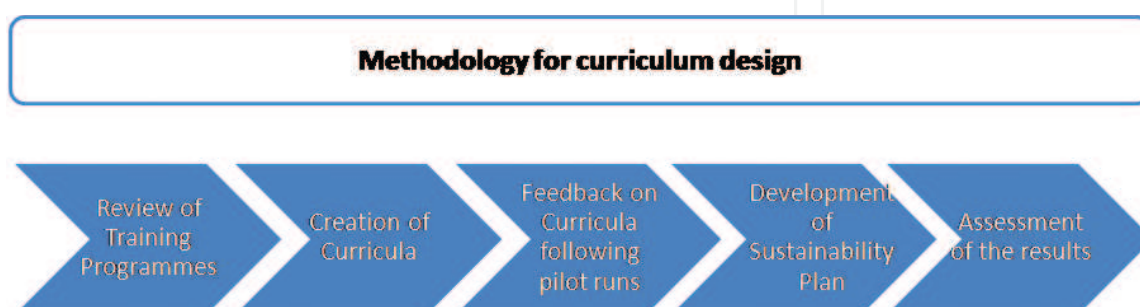 Methodology for curriculum design
Review of
Training
Programmes
Creation of
Curricula
Feedback on
Curricula
following
pilot runs
Development
of
Sustainability
Plan
Assessment
of the results